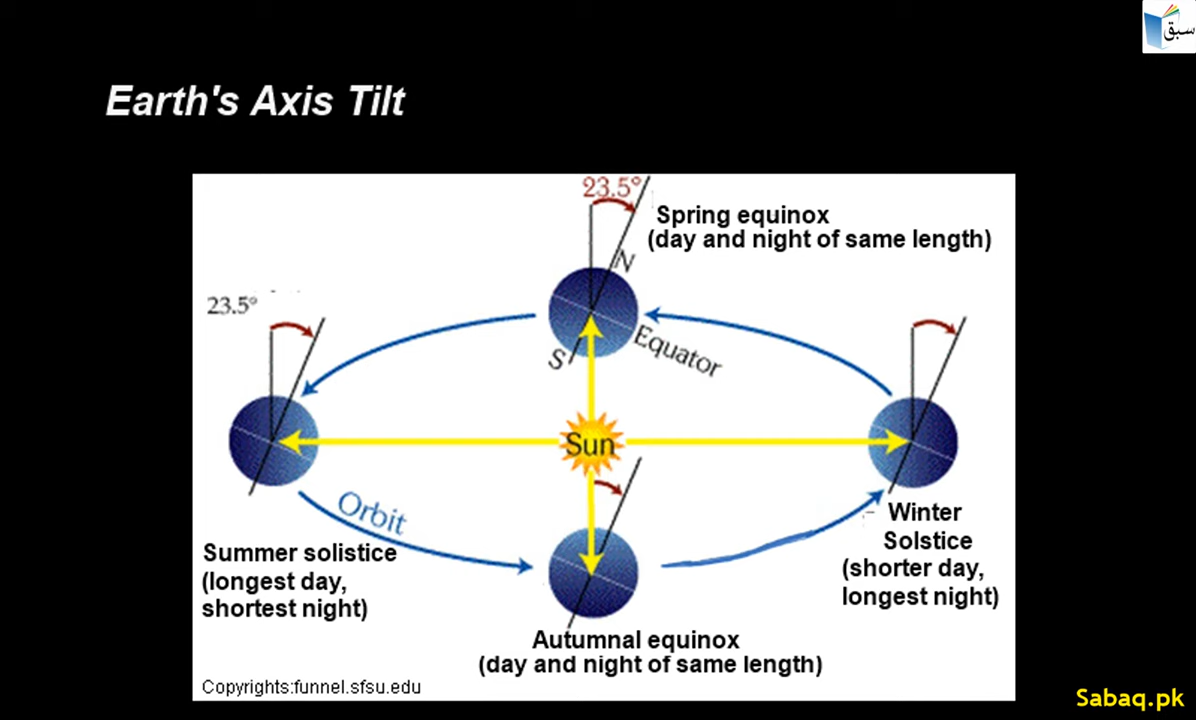 سبق
Earth's Axis Tilt
23.5°
Spring equinox
(day and night of same length)
N
23.5°
S
Equator
Sun
Orbit
Summer solistice
(longest day,
shortest night)
Winter
Solstice
(shorter day,
longest night)
Autumnal equinox
(day and night of same length)
Copyrights:funnel.sfsu.edu
Sabaq.pk